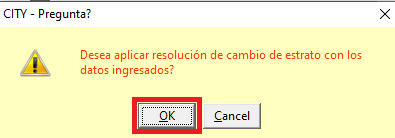 CITY - Pregunta?
Desea aplicar resolución de cambio de estrato con los
datos ingresados?
OK
Cancel